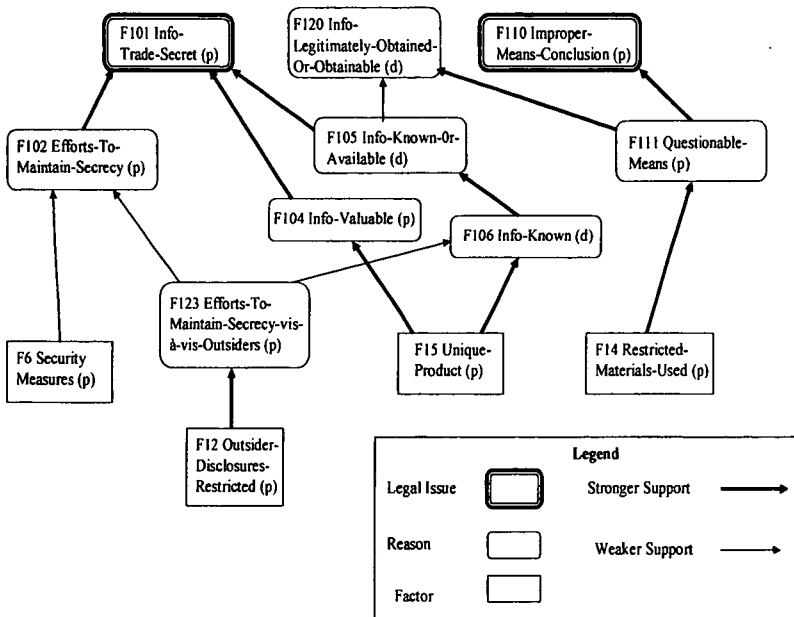 F101 Info-
Trade-Secret (p)
F120 Info-
Legitimately-Obtained-
Or-Obtainable (d)
F110 Improper-
Means-Conclusion (p)
F102 Efforts-To-
Maintain-Secrecy (p)
F105 Info-Known-0r-
Available (d)
F111 Questionable-
Means (p)
F104 Info-Valuable (p)
F106 Info-Known (d)
F123 Efforts-To-
Maintain-Secrecy-vis-
à-vis-Outsiders (p)
F6 Security
Measures (p)
F15 Unique-
Product (p)
F14 Restricted-
Materials-Used (p)
F12 Outsider-
Disclosures-
Restricted (p)
Legend
Legal Issue
Stronger Support
Reason
Weaker Support
Factor